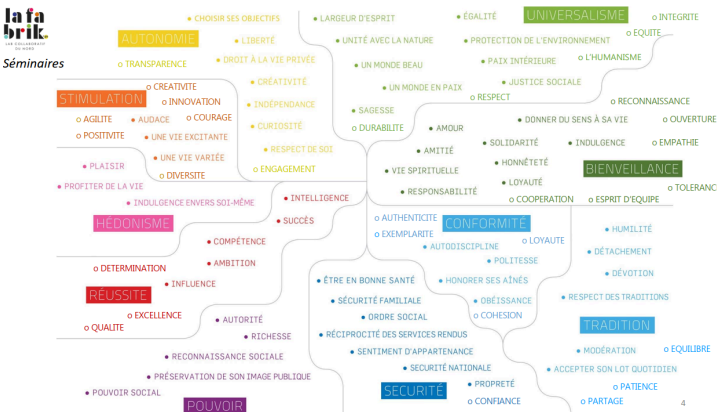 la fa
brik.
LES COLLABORATIFS
DU NORD
Séminaires
UNIVERSALISME
• CHOISIR SES OBJECTIFS
AUTONOMIE
• LIBERTÉ
• DROIT À LA VIE PRIVÉE
o TRANSPARENCE
• CRÉATIVITÉ
• INDÉPENDANCE
• CURIOSITÉ
• RESPECT DE SOI
o ENGAGEMENT
• LARGEUR D'ESPRIT
• ÉGALITÉ
o INTEGRITE
o EQUITE
• UNITÉ AVEC LA NATURE
• PROTECTION DE L'ENVIRONNEMENT
• PAIX INTÉRIEURE
o L'HUMANISME
• UN MONDE BEAU
• JUSTICE SOCIALE
• UN MONDE EN PAIX
o RESPECT
• SAGESSE
o DURABILITE
STIMULATION
o CREATIVITE
o INNOVATION
o AGILITE
• AUDACE
o COURAGE
o POSITIVITE
• UNE VIE EXCITANTE
• UNE VIE VARIÉE
o DIVERSITE
o RECONNAISSANCE
• AMOUR
• DONNER DU SENS À SA VIE
o OUVERTURE
• AMITIÉ
• SOLIDARITÉ
• INDULGENCE
o EMPATHIE
• HONNÊTETÉ
BIENVEILLANCE
• VIE SPIRITUELLE
• LOYAUTÉ
• RESPONSABILITÉ
o COOPERATION
o ESPRIT D'EQUIPE
o TOLERANC
• PLAISIR
• PROFITER DE LA VIE
• INDULGENCE ENVERS SOI-MÊME
HÉDONISME
• INTELLIGENCE
• SUCCÈS
• COMPÉTENCE
• AMBITION
o DETERMINATION
• INFLUENCE
RÉUSSITE
o EXCELLENCE
o QUALITE
o AUTHENTICITE
CONFORMITÉ
o EXEMPLARITE
o LOYAUTE
• AUTODISCIPLINE
• POLITESSE
• HONORER SES AÎNÉS
• OBÉISSANCE
o COHESION
• HUMILITÉ
• DÉTACHEMENT
• DÉVOTION
• RESPECT DES TRADITIONS
TRADITION
• MODÉRATION
o EQUILIBRE
• ACCEPTER SON LOT QUOTIDIEN
o PATIENCE
o PARTAGE
• AUTORITÉ
• RICHESSE
• RECONNAISSANCE SOCIALE
• PRÉSERVATION DE SON IMAGE PUBLIQUE
• POUVOIR SOCIAL
POUVOIR
• ÊTRE EN BONNE SANTÉ
• SÉCURITÉ FAMILIALE
• ORDRE SOCIAL
• RÉCIPROCITÉ DES SERVICES RENDUS
• SENTIMENT D'APPARTENANCE
• SECURITÉ NATIONALE
SECURITÉ
• PROPRETÉ
o CONFIANCE
4